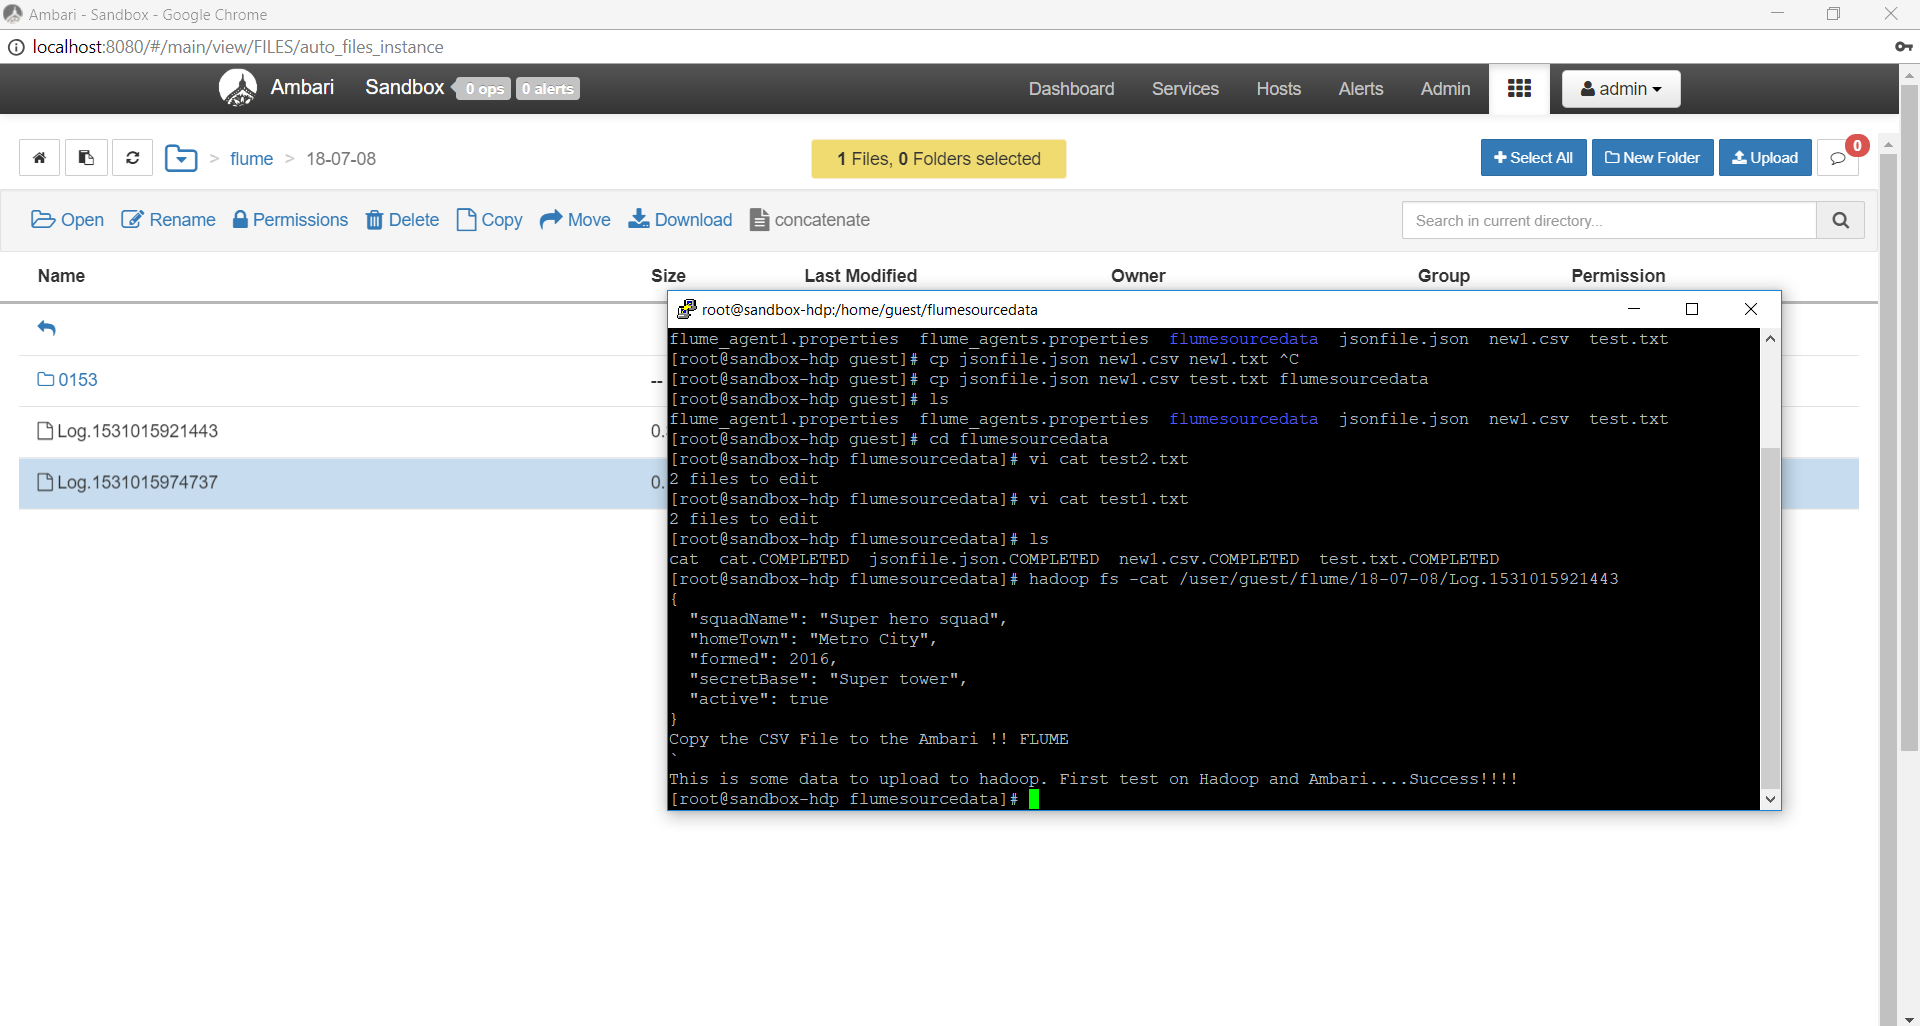 Ambari - Sandbox - Google Chrome
localhost:8080/#/main/view/FILES/auto_files_instance
Ambari Sandbox 0 ops 0 alerts Dashboard Services Hosts Alerts Admin admin
> flume > 18-07-08 1 Files, 0 Folders selected Select All New Folder Upload 0
Open Rename Permissions Delete Copy Move Download concatenate Search in current directory...
Name Size Last Modified Owner Group Permission
0153 --
Log.1531015921443 0.
Log.1531015974737 0.
root@sandbox-hdp:/home/guest/flumesourcedata
flume_agent1.properties flume_agents.properties flumesourcedata jsonfile.json new1.csv test.txt
[root@sandbox-hdp guest]# cp jsonfile.json new1.csv new1.txt ^C
[root@sandbox-hdp guest]# cp jsonfile.json new1.csv test.txt flumesourcedata
[root@sandbox-hdp guest]# ls
flume_agent1.properties flume_agents.properties flumesourcedata jsonfile.json new1.csv test.txt
[root@sandbox-hdp guest]# cd flumesourcedata
[root@sandbox-hdp flumesourcedata]# vi cat test2.txt
2 files to edit
[root@sandbox-hdp flumesourcedata]# vi cat test1.txt
2 files to edit
[root@sandbox-hdp flumesourcedata]# ls
cat cat.COMPLETED jsonfile.json.COMPLETED new1.csv.COMPLETED test.txt.COMPLETED
[root@sandbox-hdp flumesourcedata]# hadoop fs -cat /user/guest/flume/18-07-08/Log.1531015921443
{
"squadName": "Super hero squad",
"homeTown": "Metro City",
"formed": 2016,
"secretBase": "Super tower",
"active": true
}
Copy the CSV File to the Ambari !! FLUME
`
This is some data to upload to hadoop. First test on Hadoop and Ambari....Success!!!!
[root@sandbox-hdp flumesourcedata]#